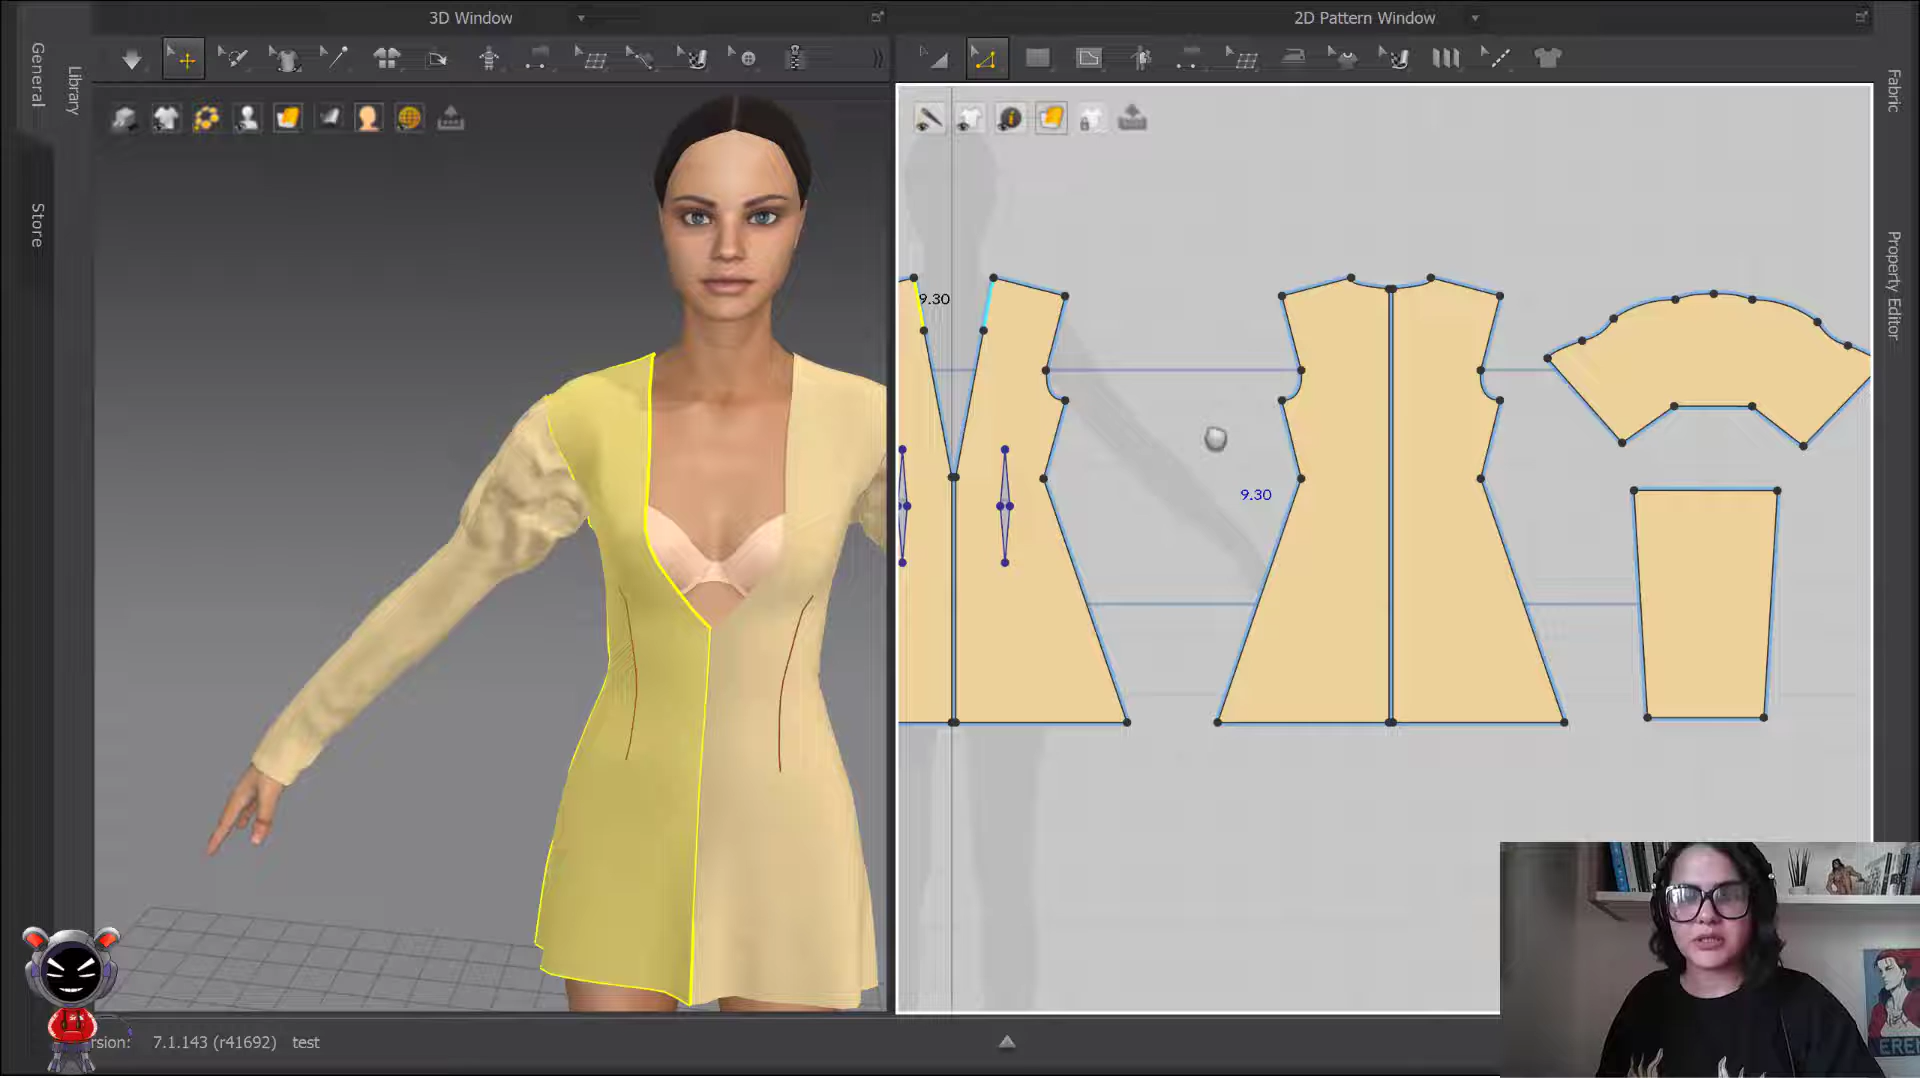 3D Window
2D Pattern Window
General
Library
Store
Fabric
Property Editor
9.30
9.30
rsion: 7.1.143 (r41692) test
EREN